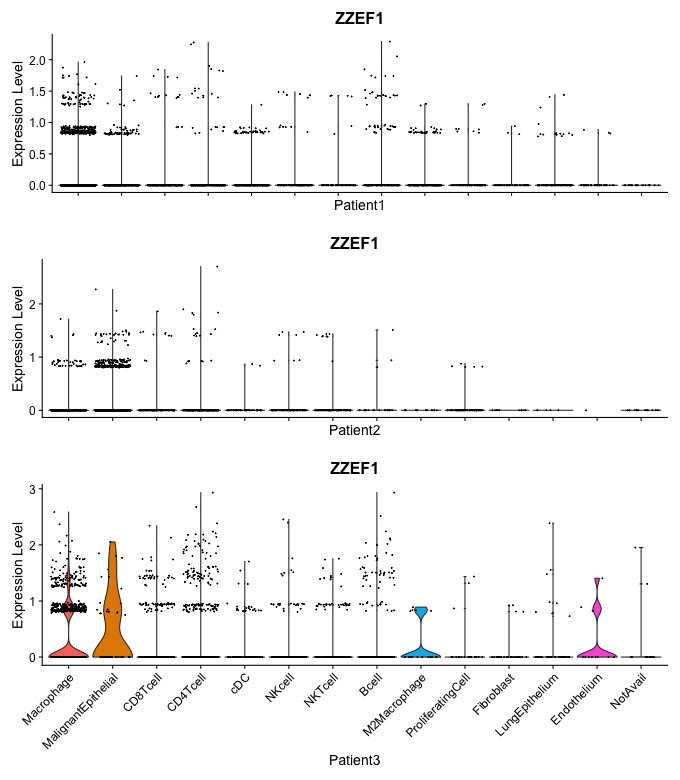 ZZEF1
Expression Level
2.0
1.5
1.0
0.5
0.0
Patient1
ZZEF1
Expression Level
2
1
0
Patient2
ZZEF1
Expression Level
3
2
1
0
Macrophage
MalignantEpithelial
CD8Tcell
CD4Tcell
cDC
NKcell
NKTcell
Bcell
M2Macrophage
ProliferatingCell
Fibroblast
LungEpithelium
Endothelium
NotAvail
Patient3